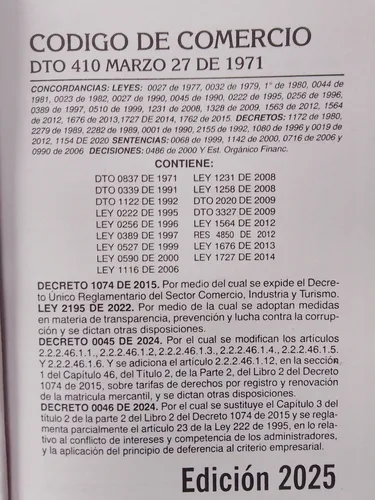 CODIGO DE COMERCIO
DTO 410 MARZO 27 DE 1971
CONCORDANCIAS: LEYES: 0027 de 1977, 0032 de 1979, 1° de 1980, 0044 de
1981, 0023 de 1982, 0027 de 1990, 0045 de 1990, 0222 de 1995, 0256 de 1996,
0389 de 1997, 0510 de 1999, 1231 de 2008, 1328 de 2009, 1563 de 2012, 1564
de 2012, 1676 de 2013,1727 DE 2014, 1762 de 2015. DECRETOS: 1172 de 1980,
2279 de 1989, 2282 de 1989, 0001 de 1990, 2155 de 1992, 1080 de 1996 y 0019 de
2012, 1154 DE 2020 SENTENCIAS: 0068 de 1999, 1142 de 2000, 0716 de 2006 y
0990 de 2006 DECISIONES: 0486 de 2000 Y Est. Orgánico Financ.
CONTIENE:
DTO 0837 DE 1971 LEY 1231 DE 2008
DTO 0339 DE 1991 LEY 1258 DE 2008
DTO 1122 DE 1992 DTO 2020 DE 2009
LEY 0222 DE 1995 DTO 3327 DE 2009
LEY 0256 DE 1996 LEY 1564 DE 2012
LEY 0389 DE 1997 RES 4850 DE 2012
LEY 0527 DE 1999 LEY 1676 DE 2013
LEY 0590 DE 2000 LEY 1727 DE 2014
LEY 1116 DE 2006
DECRETO 1074 DE 2015. Por medio del cual se expide el Decre-
to Único Reglamentario del Sector Comercio, Industria y Turismo.
LEY 2195 DE 2022. Por medio de la cual se adoptan medidas
en materia de transparencia, prevención y lucha contra la corrup-
ción y se dictan otras disposiciones.
DECRETO 0045 DE 2024. Por el cual se modifican los artículos
2.2.2.46.1.1., 2.2.2.46.1.2, 2.2.2.46.1.3., 2.2.2.46.1.4., 2.2.2.46.1.5.
Y 2.2.2.46.1.6. Y se adiciona el artículo 2.2.2.46.1.12, en la sección.
1 del Capítulo 46, del Titulo 2, de la Parte 2, del Libro 2 del Decreto
1074 de 2015, sobre tarifas de derechos por registro y renovación
de la matricula mercantil, y se dictan otras disposiciones.
DECRETO 0046 DE 2024. Por el cual se sustituye el Capítulo 3 del
título 2 de la parte 2 del Libro 2 del Decreto 1074 de 2015 y se regla-
menta parcialmente el artículo 23 de la Ley 222 de 1995, en lo re-
lativo al conflicto de intereses y competencia de los administradores,
y la aplicación del principio de deferencia al criterio empresarial.
Edición 2025